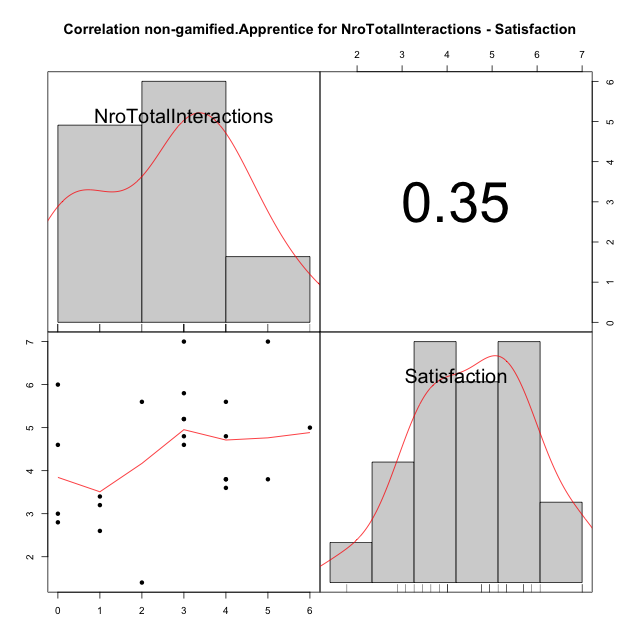 Correlation non-gamified.Apprentice for NroTotalInteractions - Satisfaction
2 3 4 5 6 7
NroTotalInteractions
0.35
6
5
4
3
2
1
0
7
6
5
4
3
2
Satisfaction
0 1 2 3 4 5 6